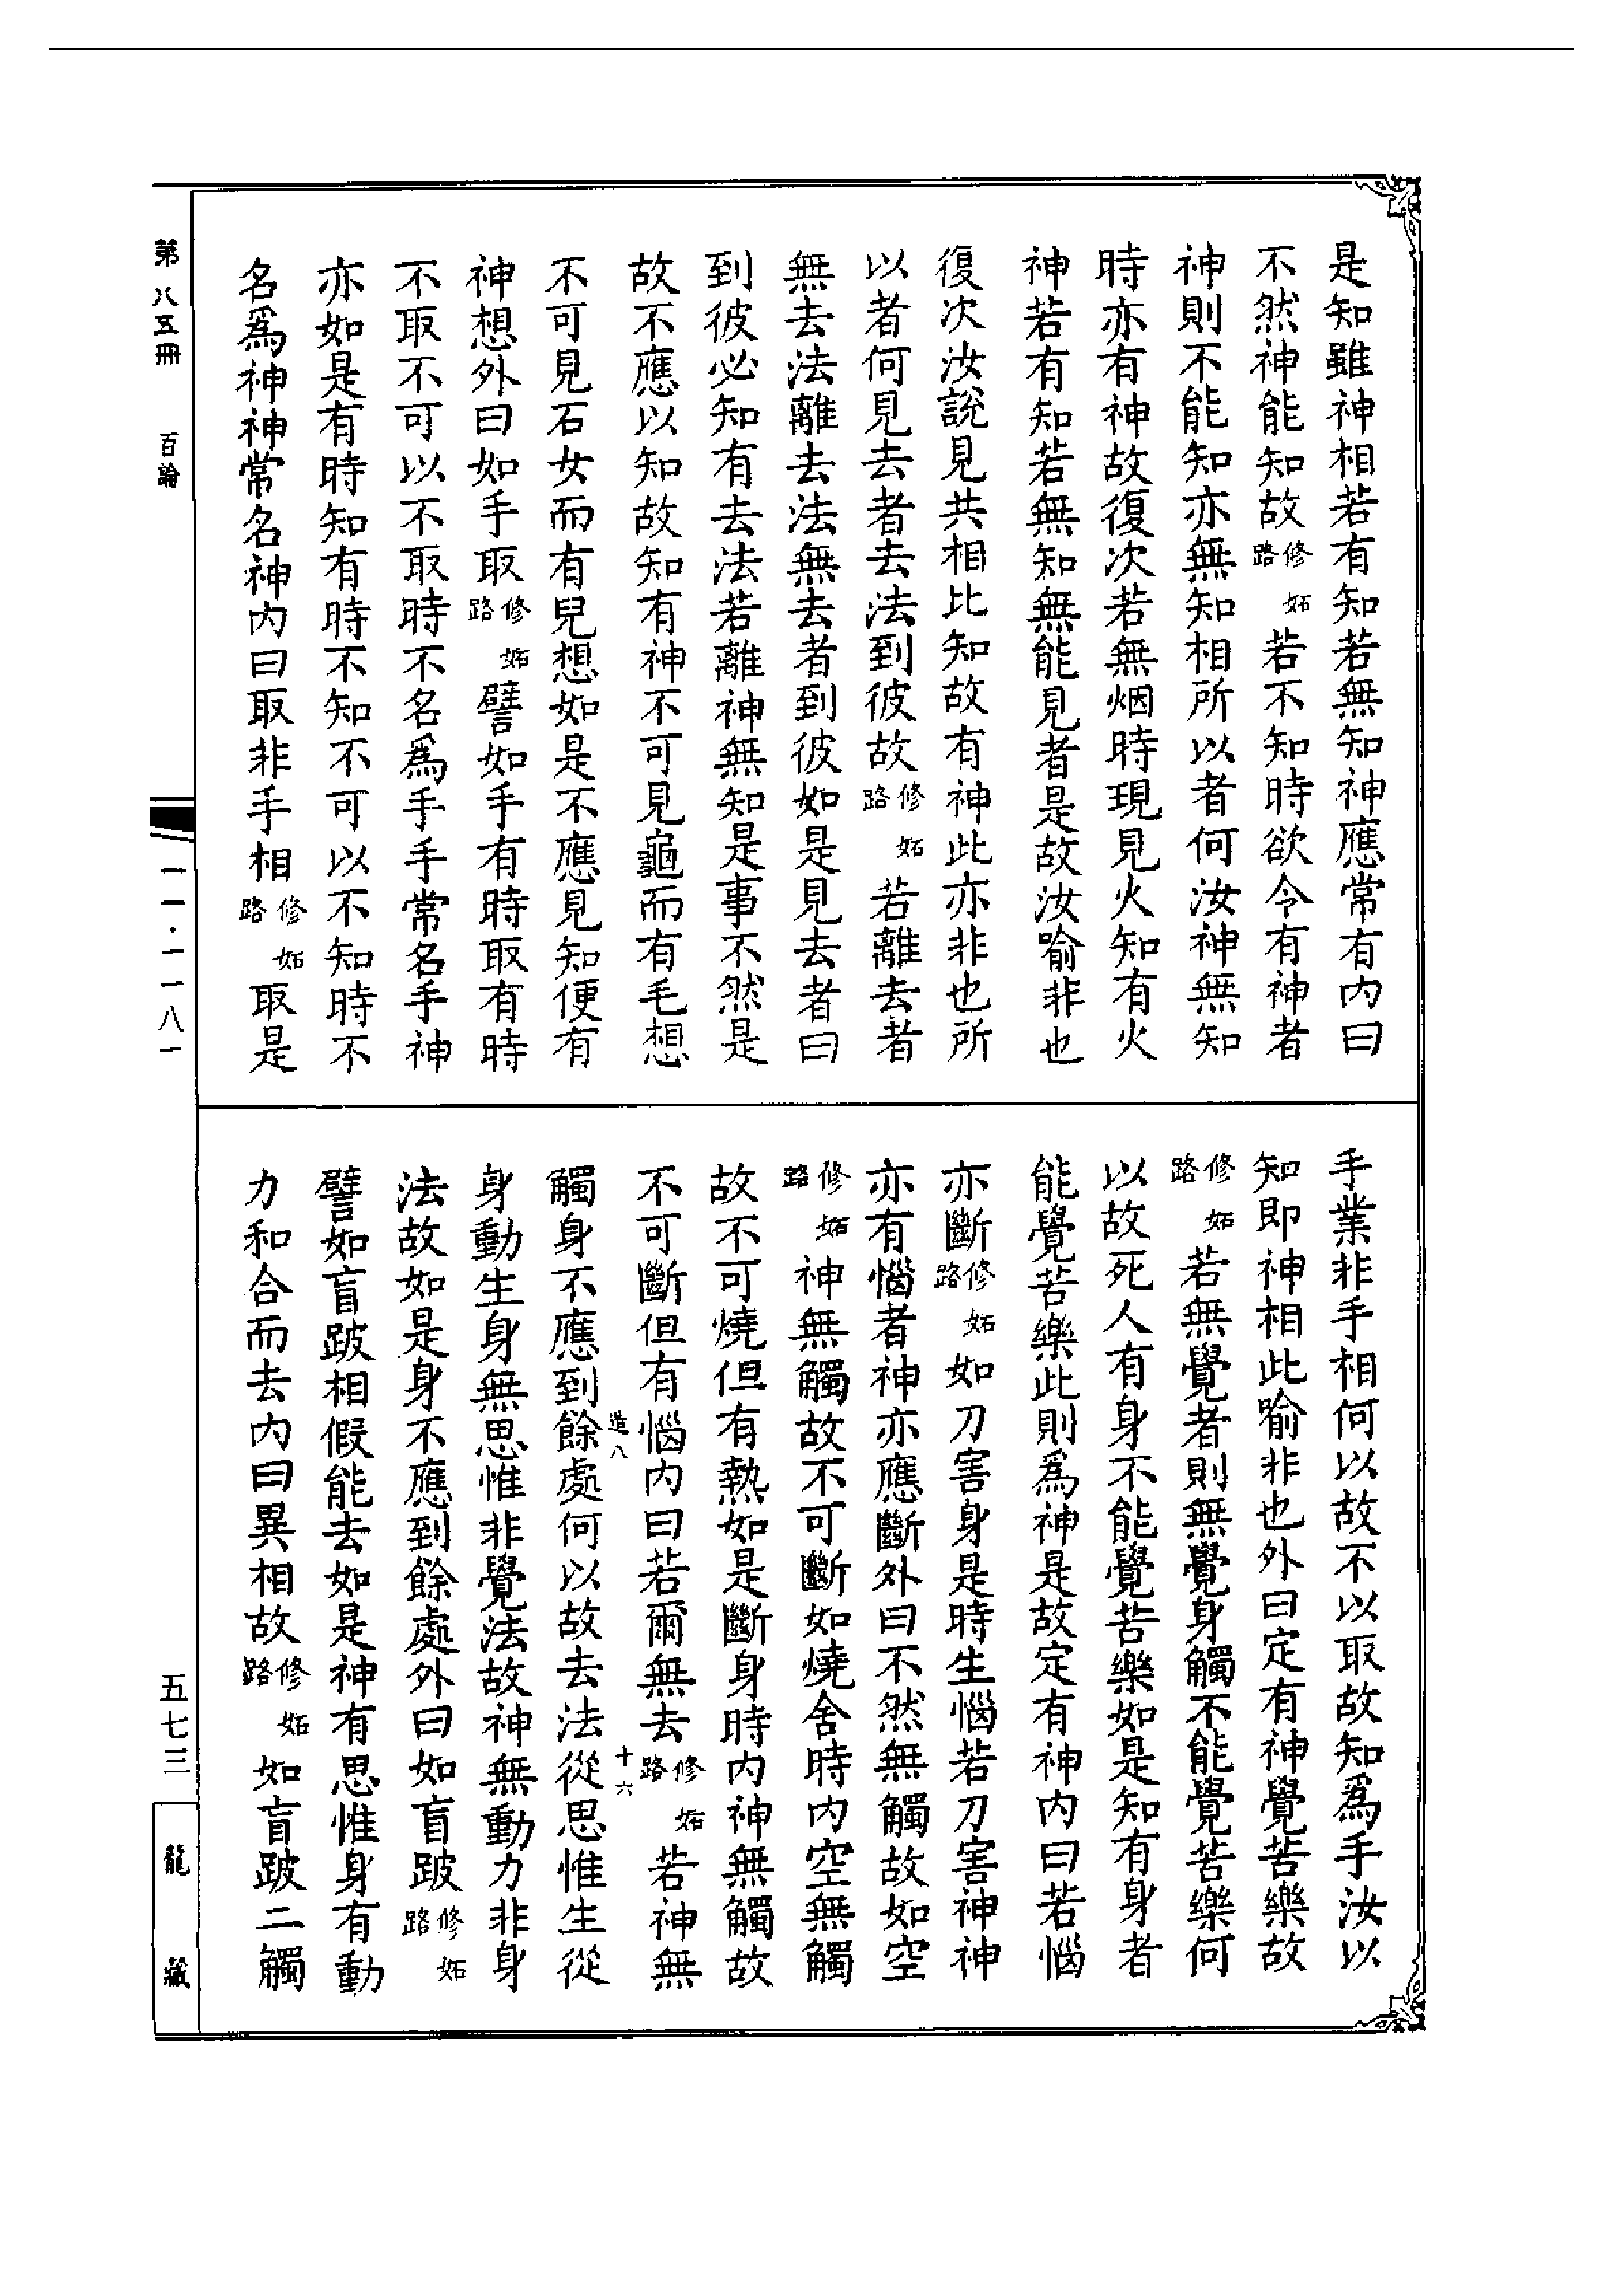 是知雖神相若有知若無知神應常有內曰
不然神能知故修妬路若不知時欲令有神者
神則不能知亦無知相所以者何汝神無知
時亦有神故復次若無烟時現見火知有火
神若有知若無知無能見者是故汝喻非也
復次汝說見共相比知故有神此亦非也所
以者何見去者去法到彼故修妬路若離去者
無去法離去法無去者到彼如是見去者曰
到彼必知有去法若離神無知是事不然是
故不應以知故知有神不可見龜而有毛想
不可見石女而有兒想如是不應見知便有
神想外曰如手取修妬路譬如手有時取有時
不取不可以不取時不名爲手手常名手神
亦如是有時知有時不知不可以不知時不
名爲神神常名神內曰取非手相修妬路取是
手業非手相何以故不以取故知爲手汝以
知即神相此喻非也外曰定有神覺苦樂故
修妬路若無覺者則無覺身觸不能覺苦樂何
以故死人有身不能覺苦樂如是知有身者
能覺苦樂此則爲神是故定有神內曰若惱
亦斷修妬路如刀害身是時生惱若刀害神神
亦有惱者神亦應斷外曰不然無觸故如空
修妬路神無觸故不可斷如燒舍時內空無觸
故不可燒但有熱如是斷身時內神無觸故
不可斷但有惱內曰若爾無去修妬路若神無
造八 十六
觸身不應到餘處何以故去法從思惟生從
身動生身無思惟非覺法故神無動力非身
法故如是身不應到餘處外曰如盲跛修妬路
譬如盲跛相假能去如是神有思惟身有動
力和合而去內曰異相故修妬路如盲跛二觸
第八五冊 百論 一一·一一八一 五七三 龍藏